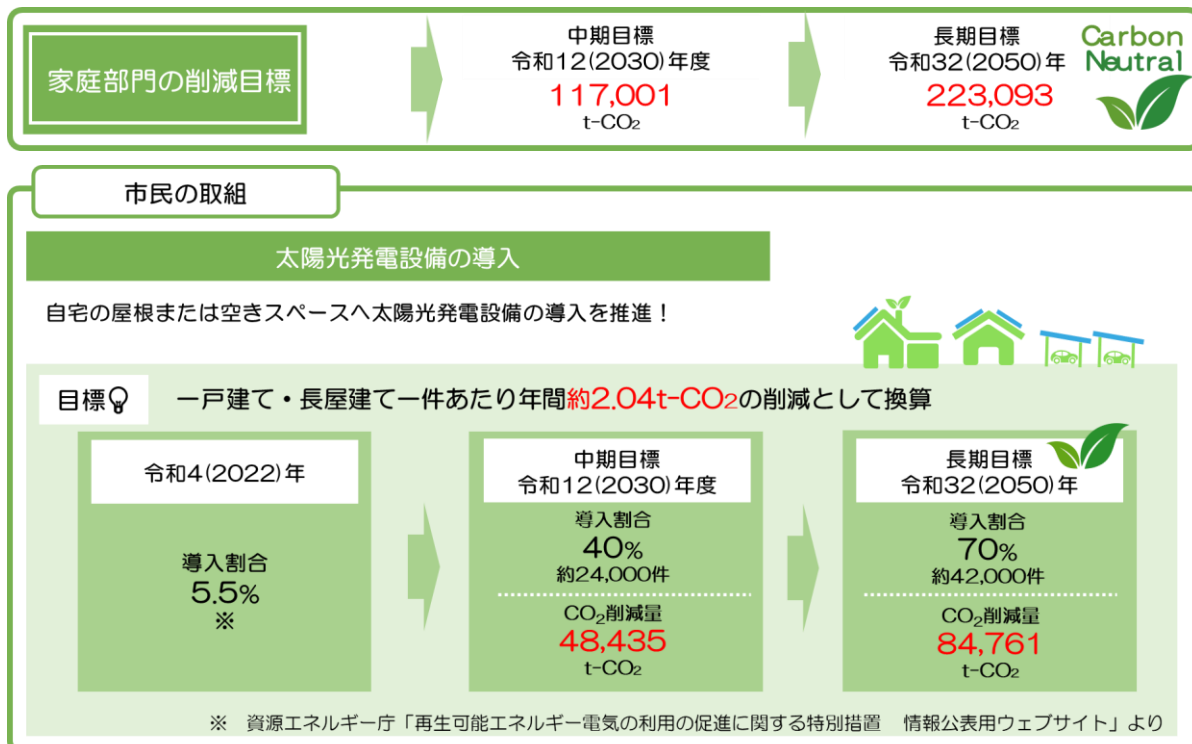 家庭部門の削減目標
中期目標
令和12(2030)年度
117,001
t-CO₂
長期目標
令和32(2050)年
223,093
t-CO₂
Carbon
Neutral
市民の取組
太陽光発電設備の導入
自宅の屋根または空きスペースへ太陽光発電設備の導入を推進！
目標
一戸建て・長屋建て一件あたり年間約2.04t-CO₂の削減として換算
令和4(2022)年
導入割合
5.5%
※
中期目標
令和12(2030)年度
導入割合
40%
約24,000件
CO₂削減量
48,435
t-CO₂
長期目標
令和32(2050)年
導入割合
70%
約42,000件
CO₂削減量
84,761
t-CO₂
※　資源エネルギー庁「再生可能エネルギー電気の利用の促進に関する特別措置　情報公表用ウェブサイト」より